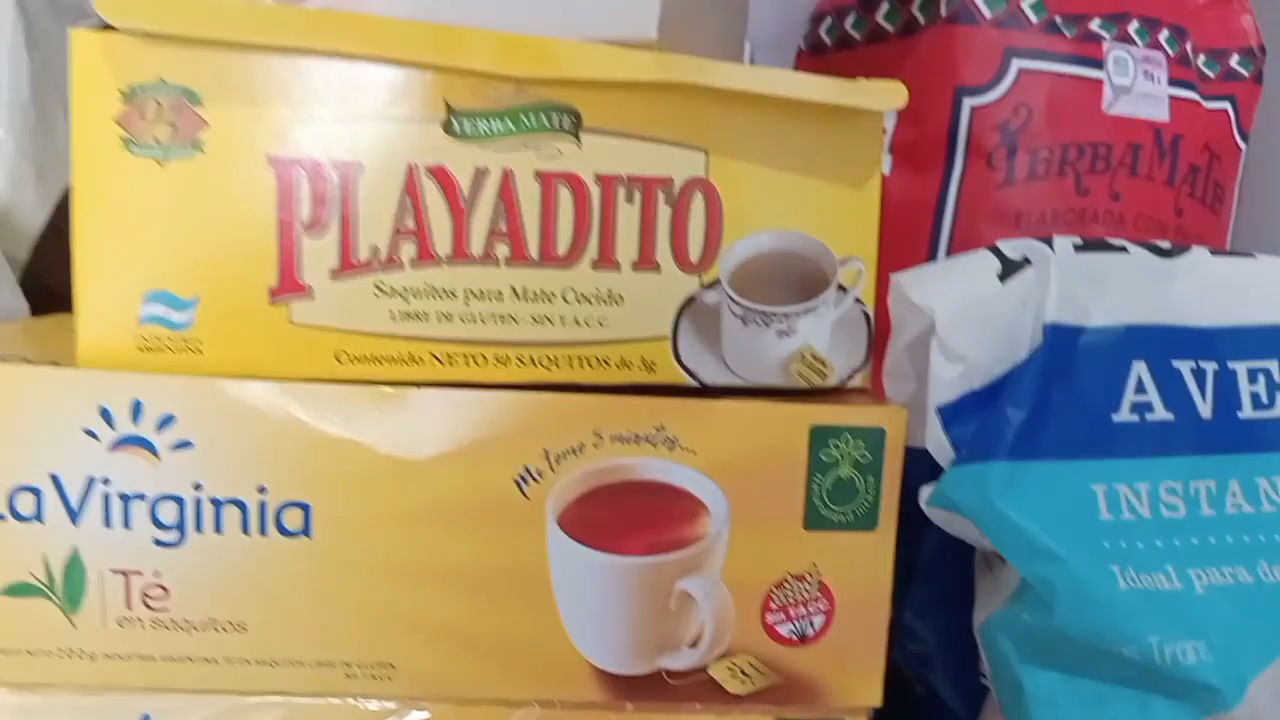 YERBA MATE
PLAYADITO
Saquitos para Mate Cocido
LIBRE DE GLUTEN - SIN T.A.C.C.
Contenido NETO 50 SAQUITOS de 3g
La Virginia
Té
en saquitos
Me tomo 5 minutos...
SIN T.A.C.C.
YERBA MATE
ELABORADA CON
AVE
INSTAN
Ideal para de